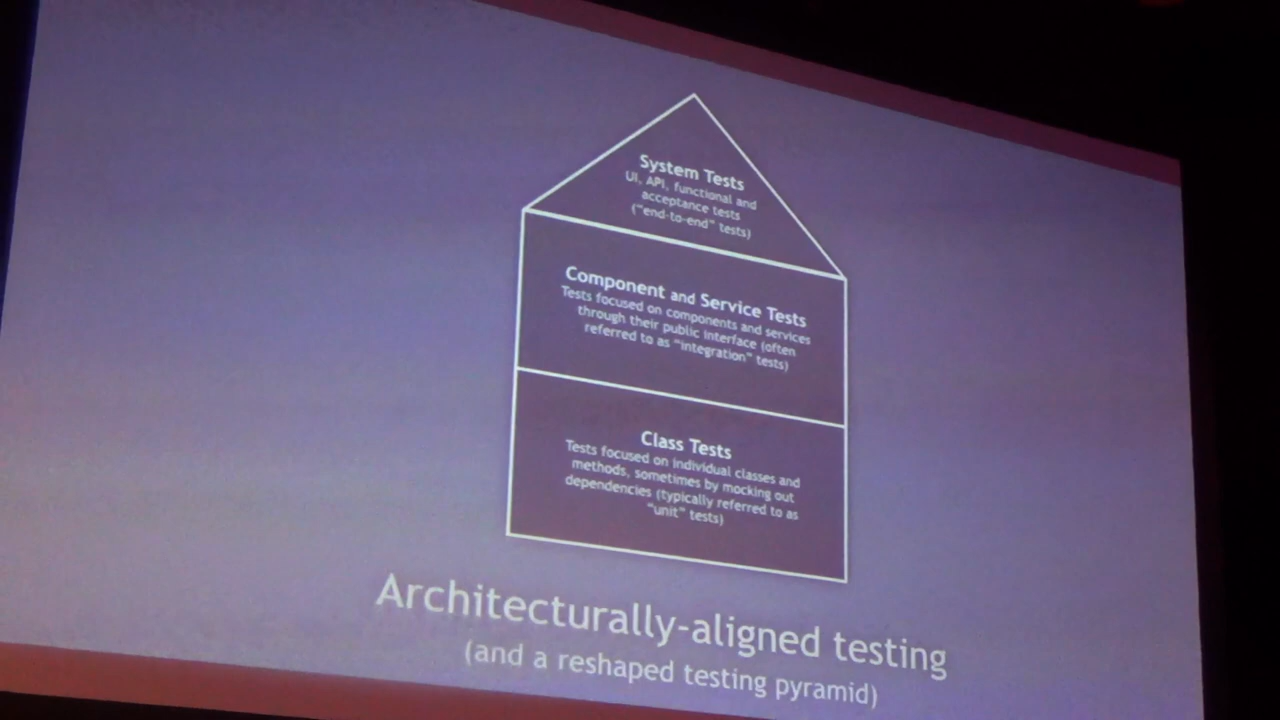 System Tests
UI, API, functional and
acceptance tests
("end-to-end" tests)
Component and Service Tests
Tests focused on components and services
through their public interface (often
referred to as "integration" tests)
Class Tests
Tests focused on individual classes and
methods, sometimes by mocking out
dependencies (typically referred to as
"unit" tests)
Architecturally-aligned testing
(and a reshaped testing pyramid)